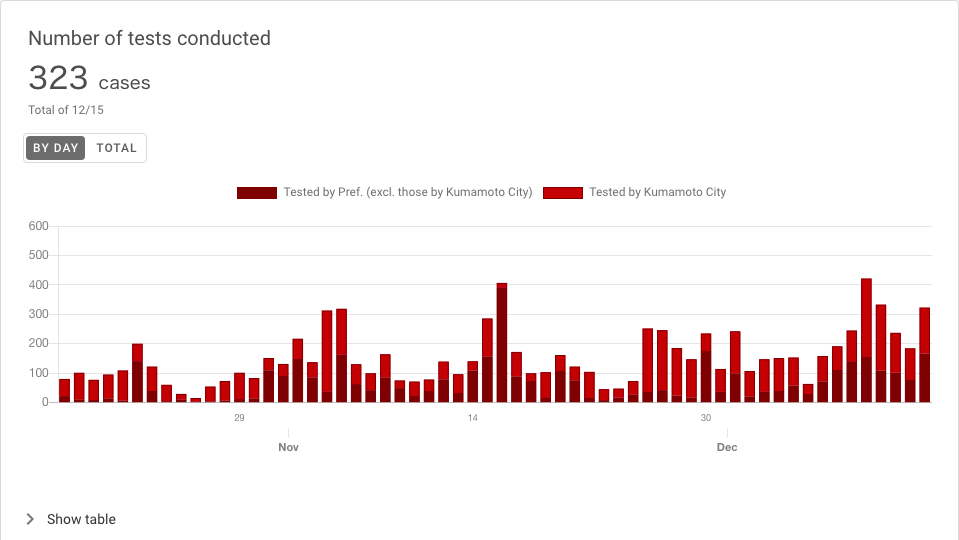 Number of tests conducted
323 cases
Total of 12/15
BY DAY TOTAL
Tested by Pref. (excl. those by Kumamoto City) Tested by Kumamoto City
600
500
400
300
200
100
0
29 14 30
Nov Dec
Show table